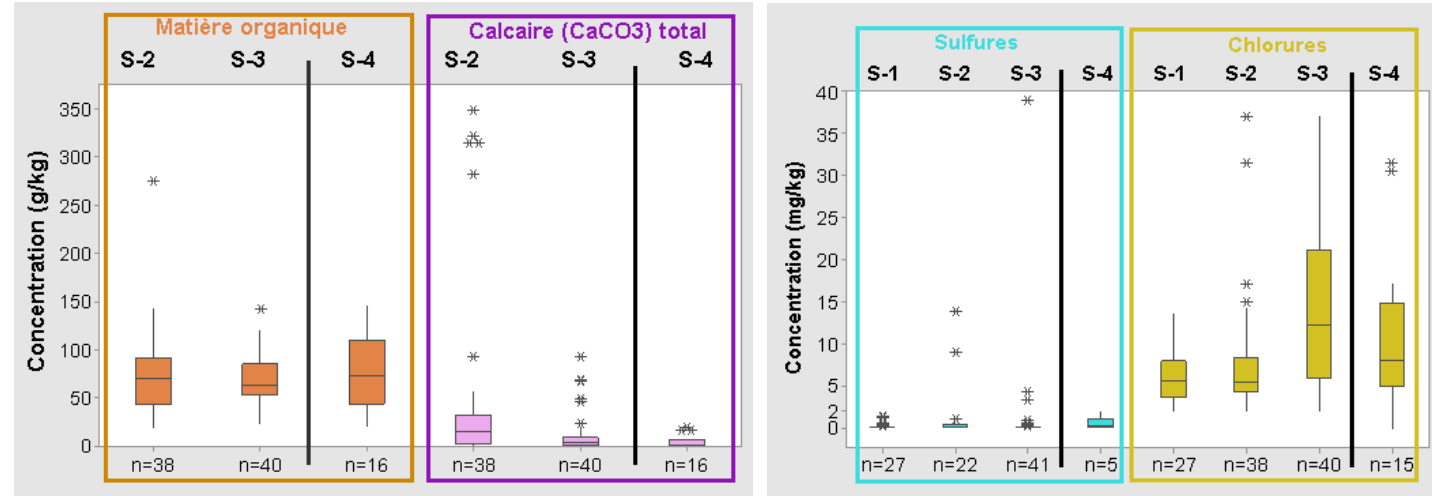 Matière organique
S-2 S-3 S-4
Calcaire (CaCO3) total
S-2 S-3 S-4
Concentration (g/kg)
350
300
250
200
150
100
50
0
n=38 n=40 n=16
n=38 n=40 n=16
Sulfures
S-1 S-2 S-3 S-4
Chlorures
S-1 S-2 S-3 S-4
Concentration (mg/kg)
40
35
30
25
20
15
10
5
2
0
n=27 n=22 n=41 n=5
n=27 n=38 n=40 n=15